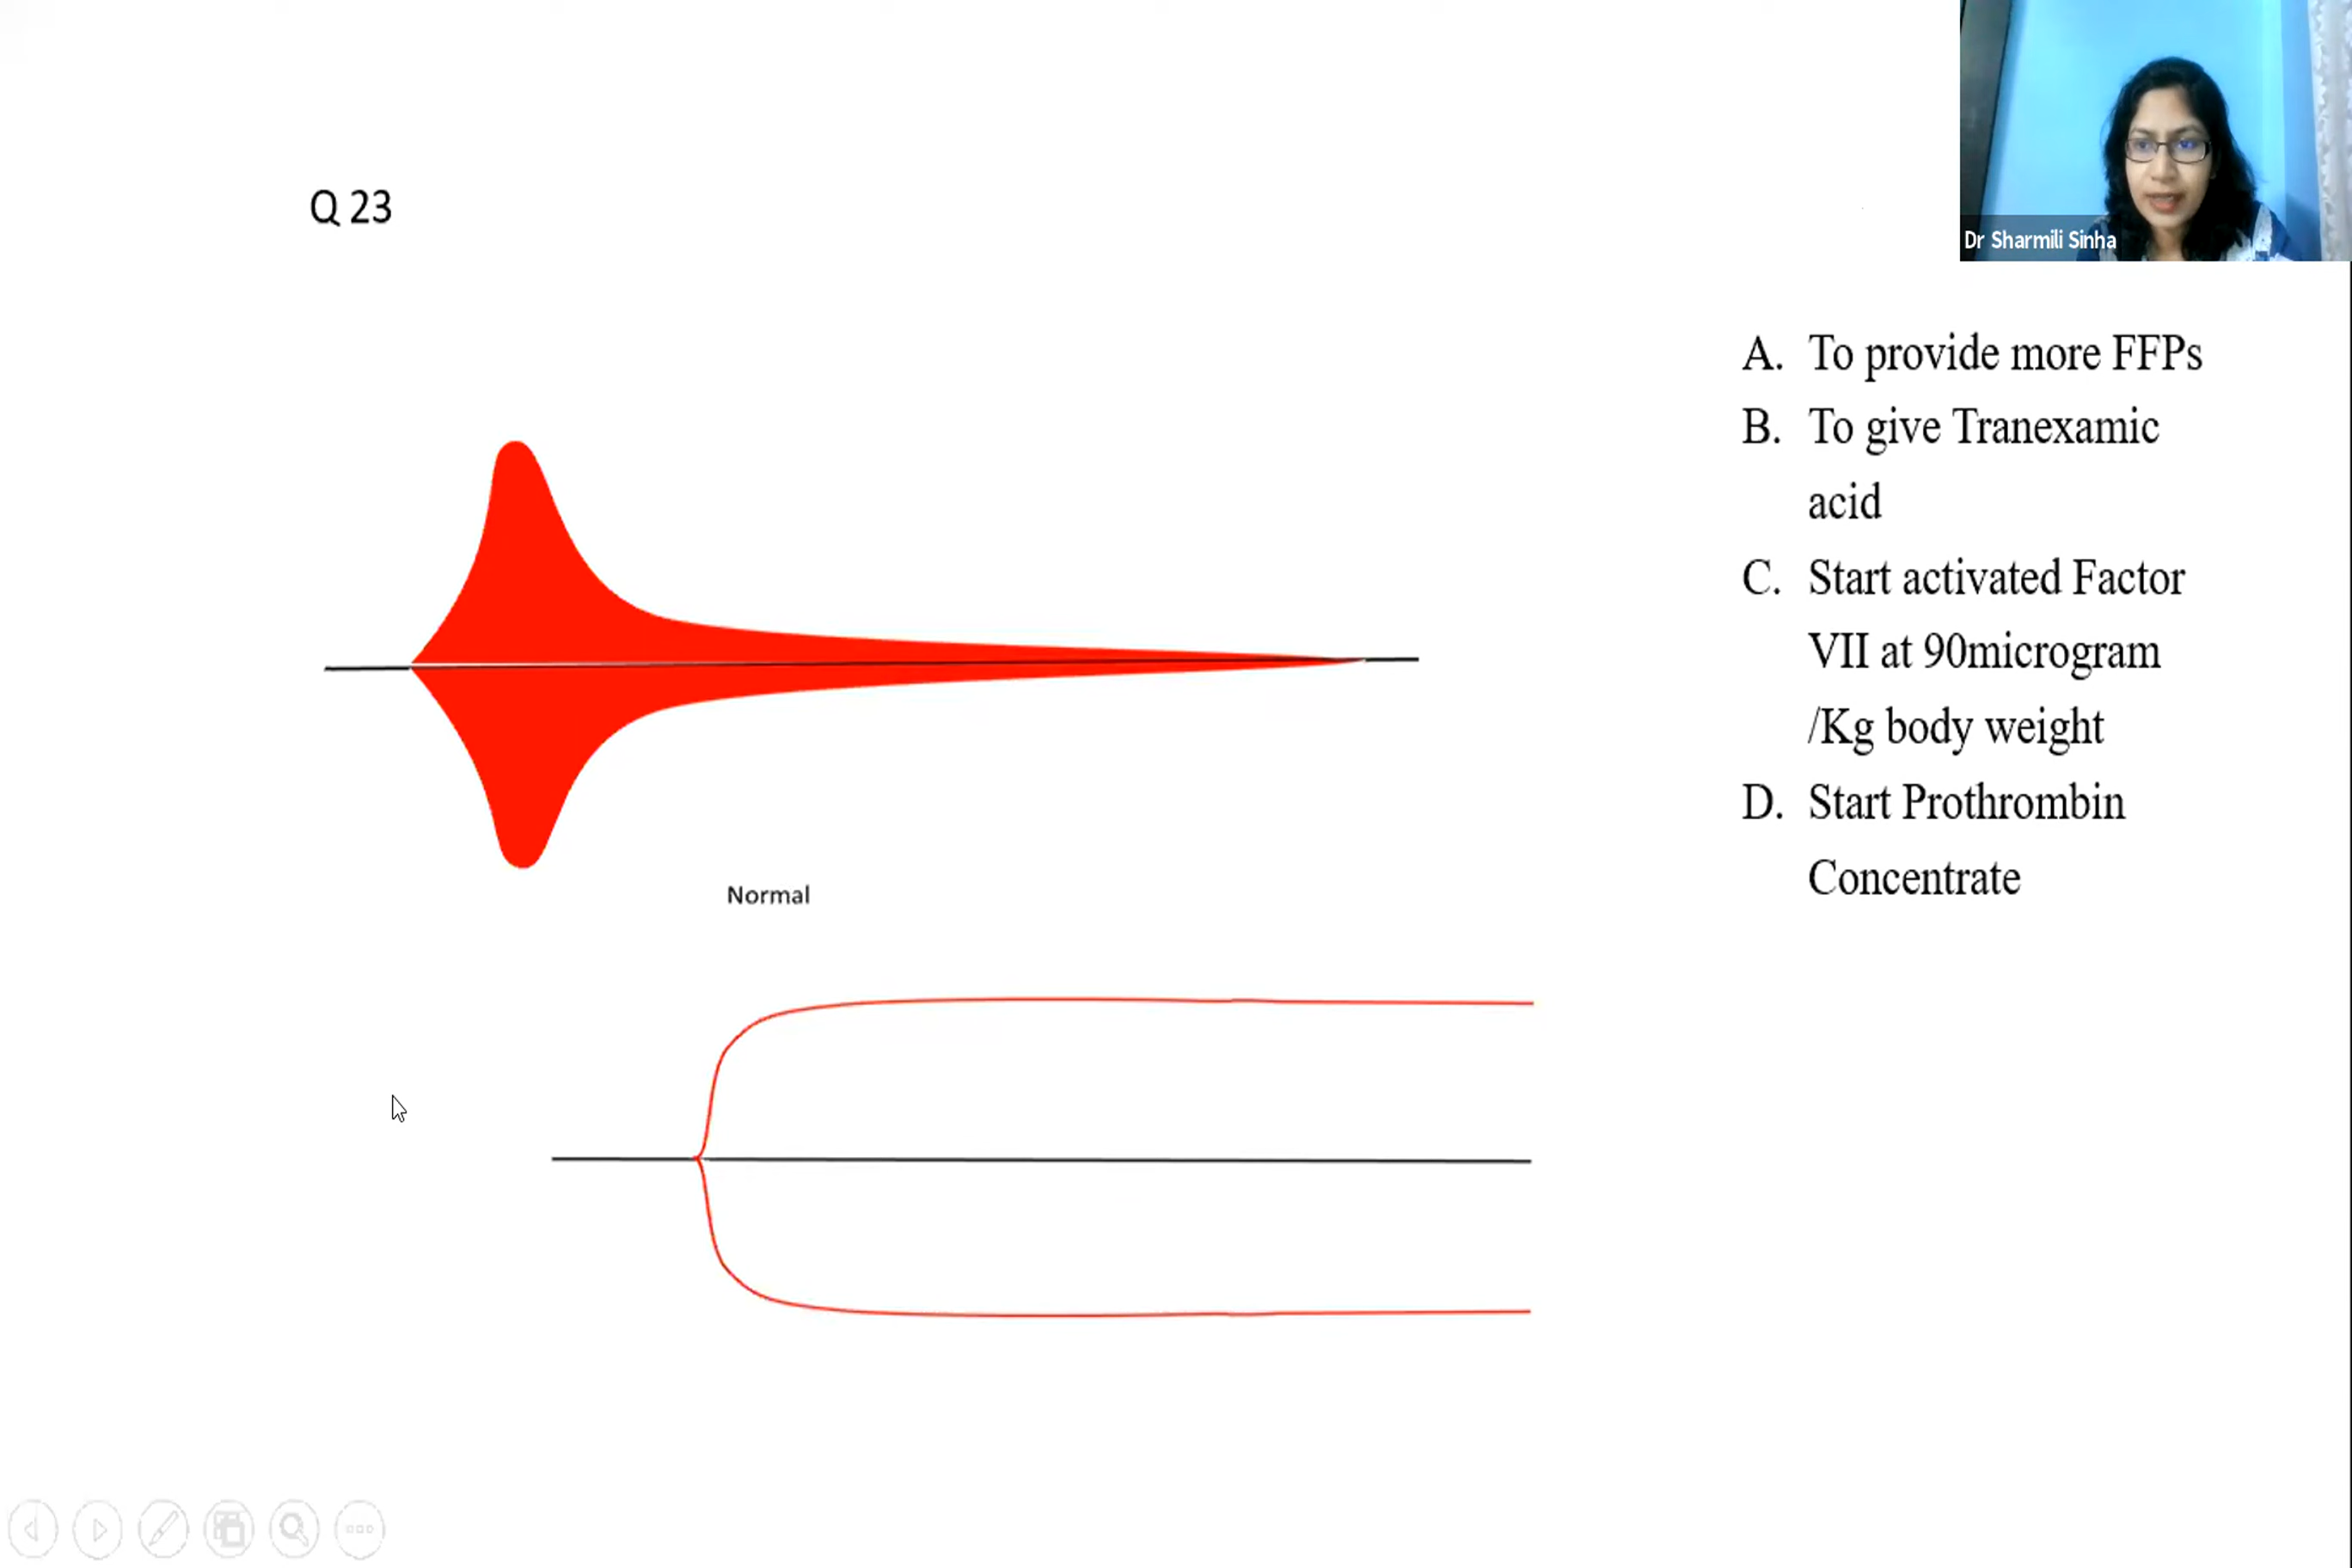 Q 23
Dr Sharmili Sinha
A. To provide more FFPs
B. To give Tranexamic
acid
C. Start activated Factor
VII at 90microgram
/Kg body weight
D. Start Prothrombin
Concentrate
Normal